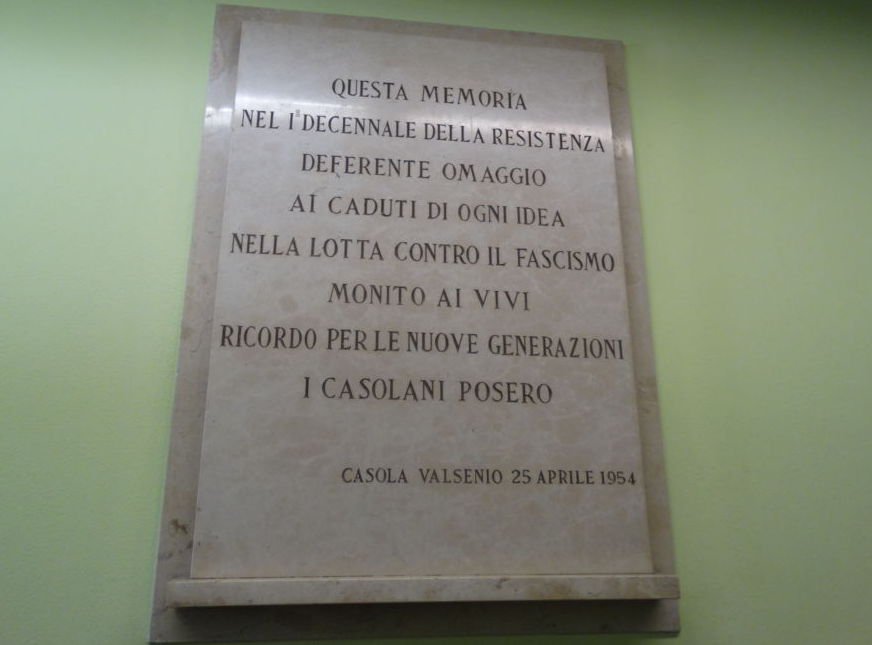 QUESTA MEMORIA
NEL I° DECENNALE DELLA RESISTENZA
DEFERENTE OMAGGIO
AI CADUTI DI OGNI IDEA
NELLA LOTTA CONTRO IL FASCISMO
MONITO AI VIVI
RICORDO PER LE NUOVE GENERAZIONI
I CASOLANI POSERO
CASOLA VALSENIO 25 APRILE 1954